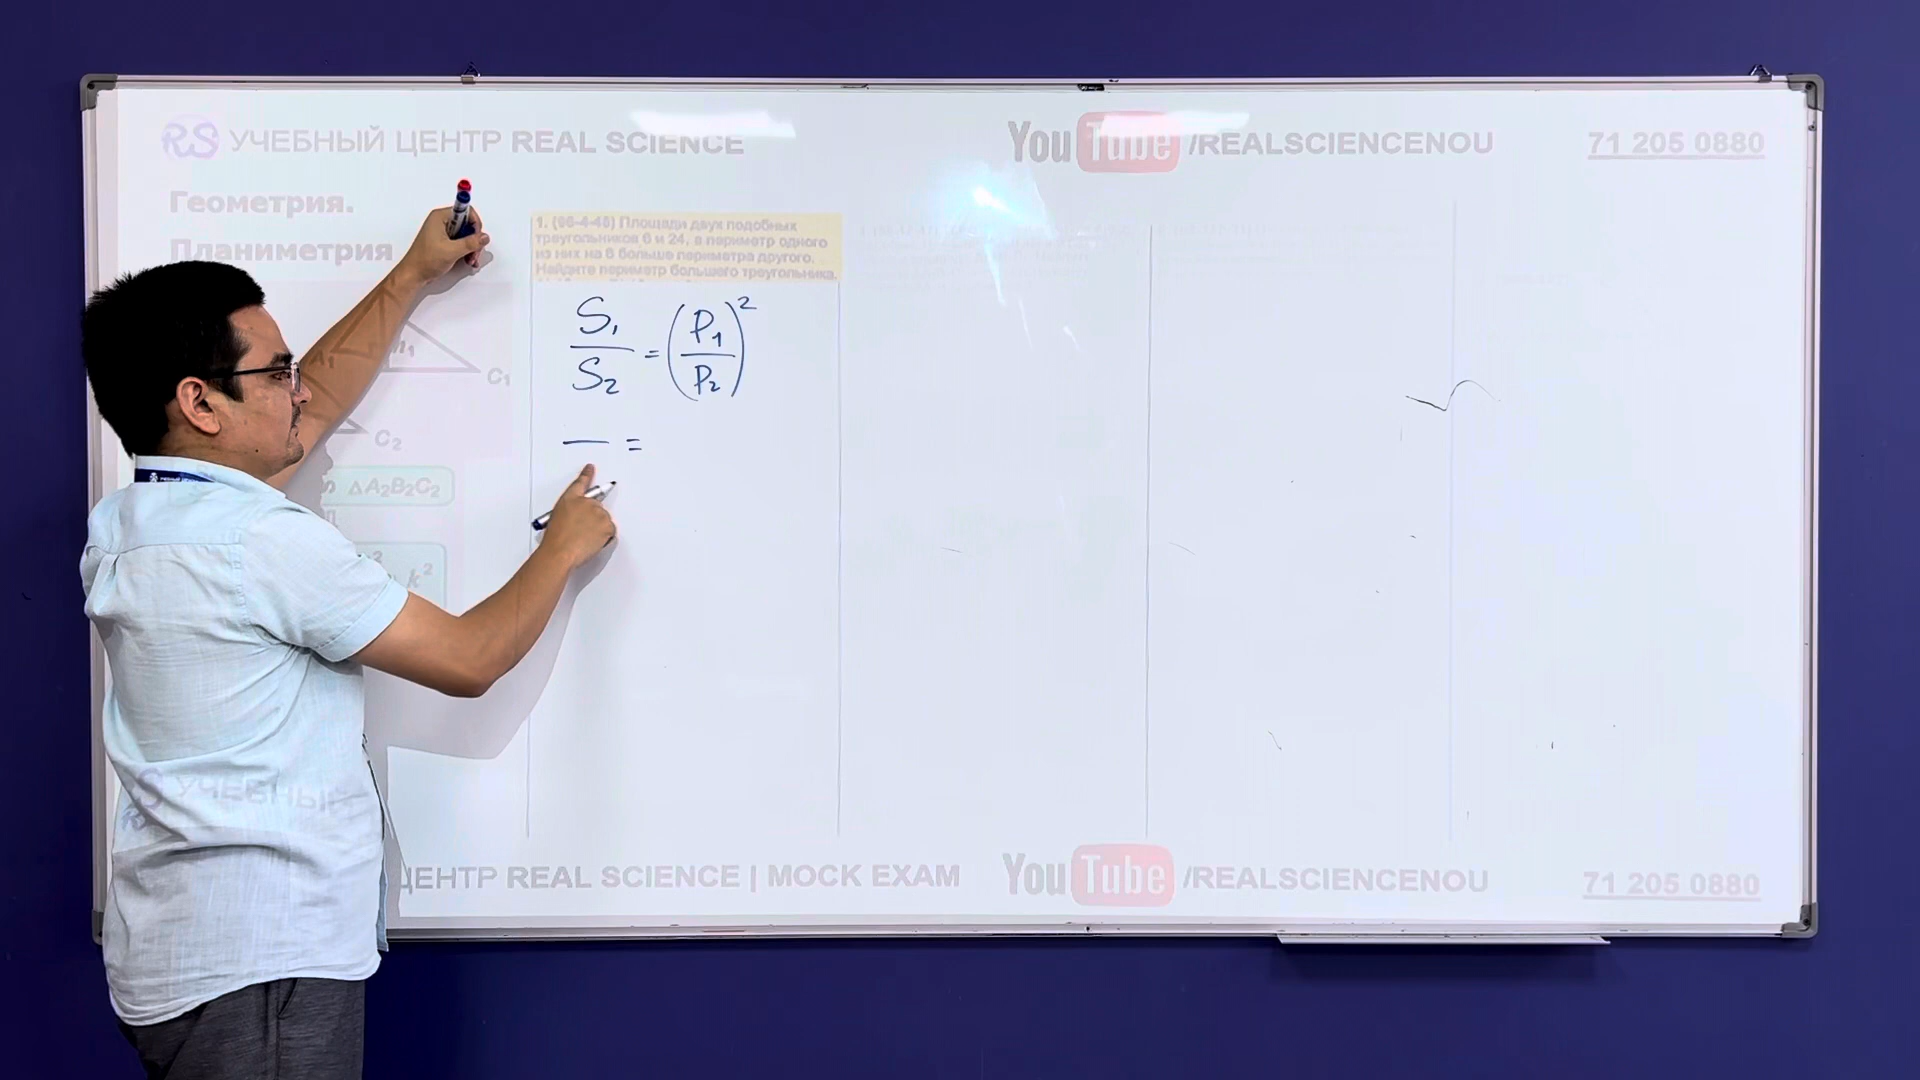 RS УЧЕБНЫЙ ЦЕНТР REAL SCIENCE
YouTube /REALSCIENCENOU
71 205 0880
Геометрия.
Планиметрия
1. (96-4-46) Площади двух подобных
треугольников 6 и 24, а периметр одного
из них на 6 больше периметра другого.
Найдите периметр большего треугольника.
S₁/S₂ = (P₁/P₂)²
— =
C₁
C₂
ΔA₂B₂C₂
k²
ЦЕНТР REAL SCIENCE | MOCK EXAM
YouTube /REALSCIENCENOU
71 205 0880